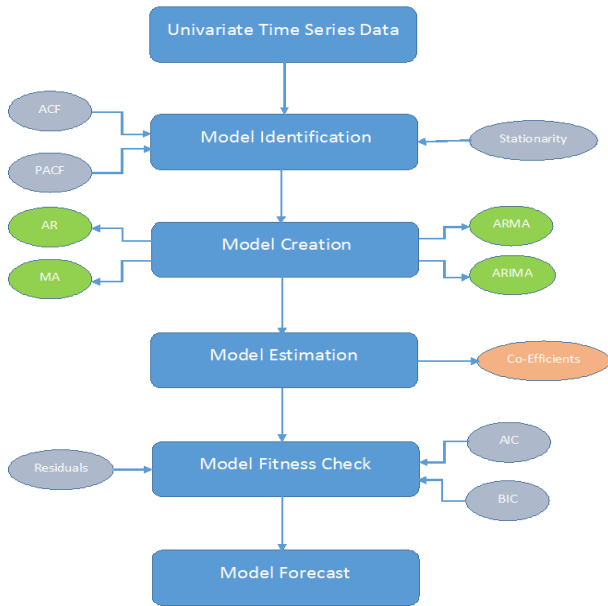 Univariate Time Series Data
ACF
Model Identification
Stationarity
PACF
AR
ARMA
Model Creation
MA
ARIMA
Model Estimation
Co-Efficients
AIC
Model Fitness Check
Residuals
BIC
Model Forecast